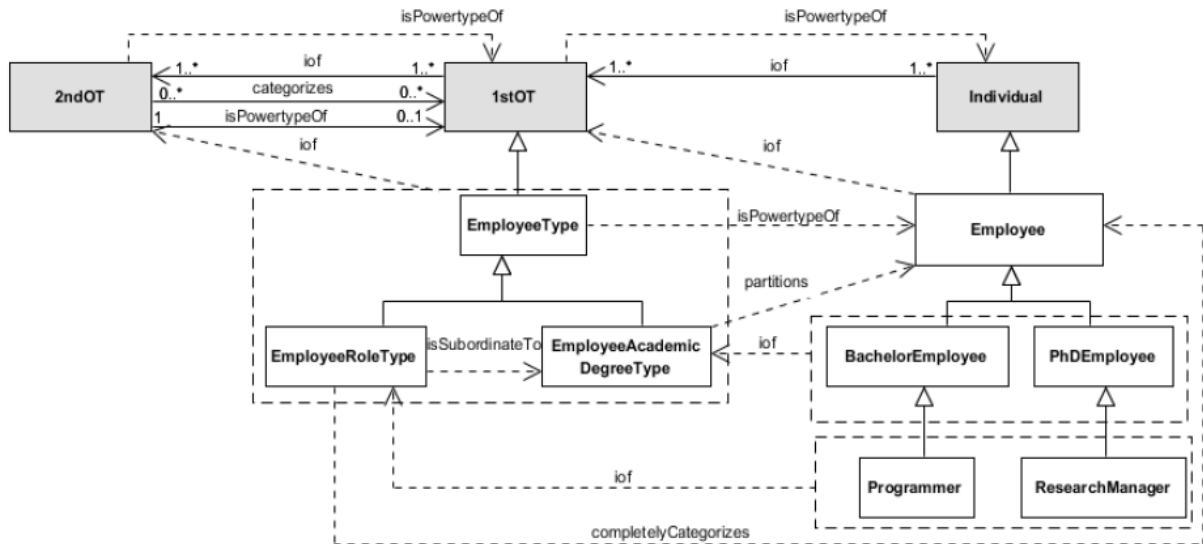 isPowertypeOf
isPowertypeOf
iof
1..*
1..*
1..*
iof
1..*
2ndOT
categorizes
1stOT
Individual
0..*
0..*
1
isPowertypeOf
0..1
iof
iof
EmployeeType
isPowertypeOf
Employee
partitions
EmployeeRoleType
isSubordinateTo
EmployeeAcademic
DegreeType
iof
BachelorEmployee
PhDEmployee
iof
Programmer
ResearchManager
completelyCategorizes